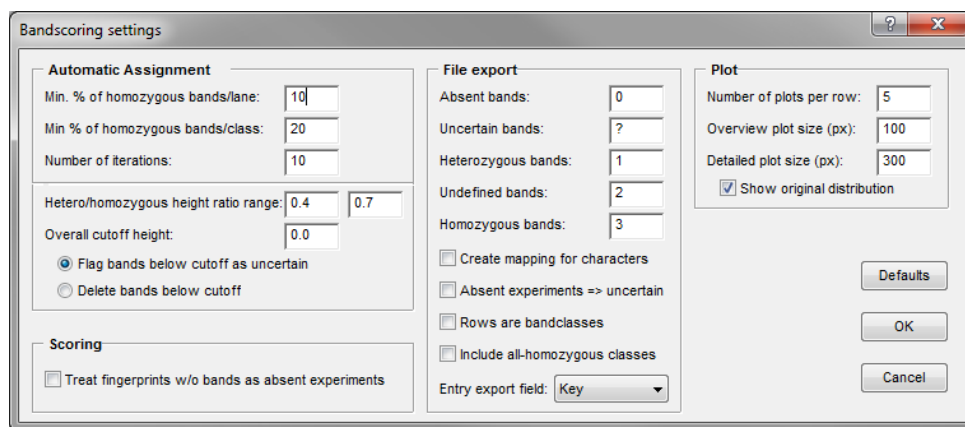 Bandscoring settings
?
Automatic Assignment
Min. % of homozygous bands/lane: 10
Min % of homozygous bands/class: 20
Number of iterations: 10
Hetero/homozygous height ratio range: 0.4 0.7
Overall cutoff height: 0.0
Flag bands below cutoff as uncertain
Delete bands below cutoff
Scoring
Treat fingerprints w/o bands as absent experiments
File export
Absent bands: 0
Uncertain bands: ?
Heterozygous bands: 1
Undefined bands: 2
Homozygous bands: 3
Create mapping for characters
Absent experiments => uncertain
Rows are bandclasses
Include all-homozygous classes
Entry export field: Key
Plot
Number of plots per row: 5
Overview plot size (px): 100
Detailed plot size (px): 300
Show original distribution
Defaults
OK
Cancel